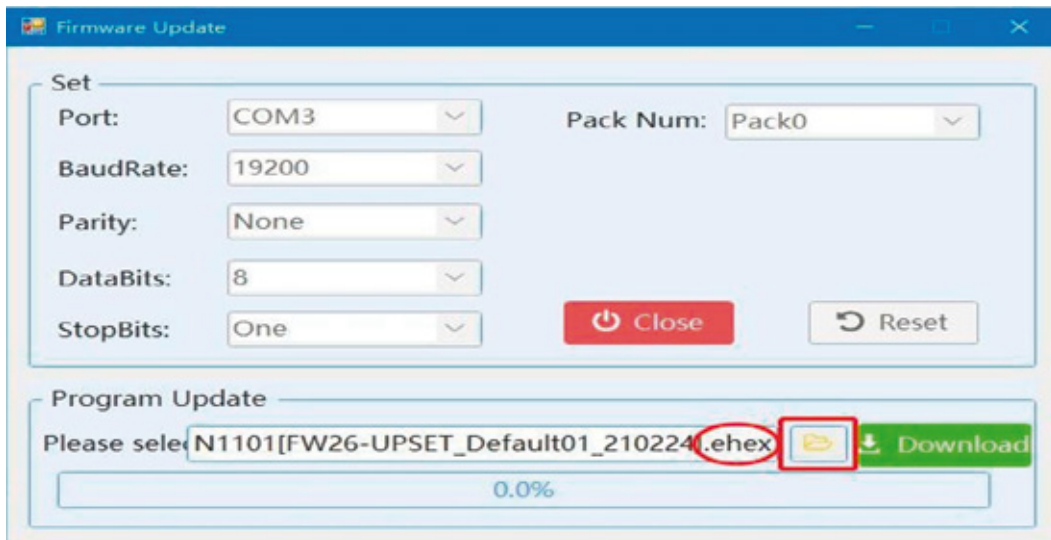 Firmware Update
Set
Port: COM3 Pack Num: Pack0
BaudRate: 19200
Parity: None
DataBits: 8
StopBits: One
Close Reset
Program Update
Please selec N1101[FW26-UPSET_Default01_210224].ehex Download
0.0%